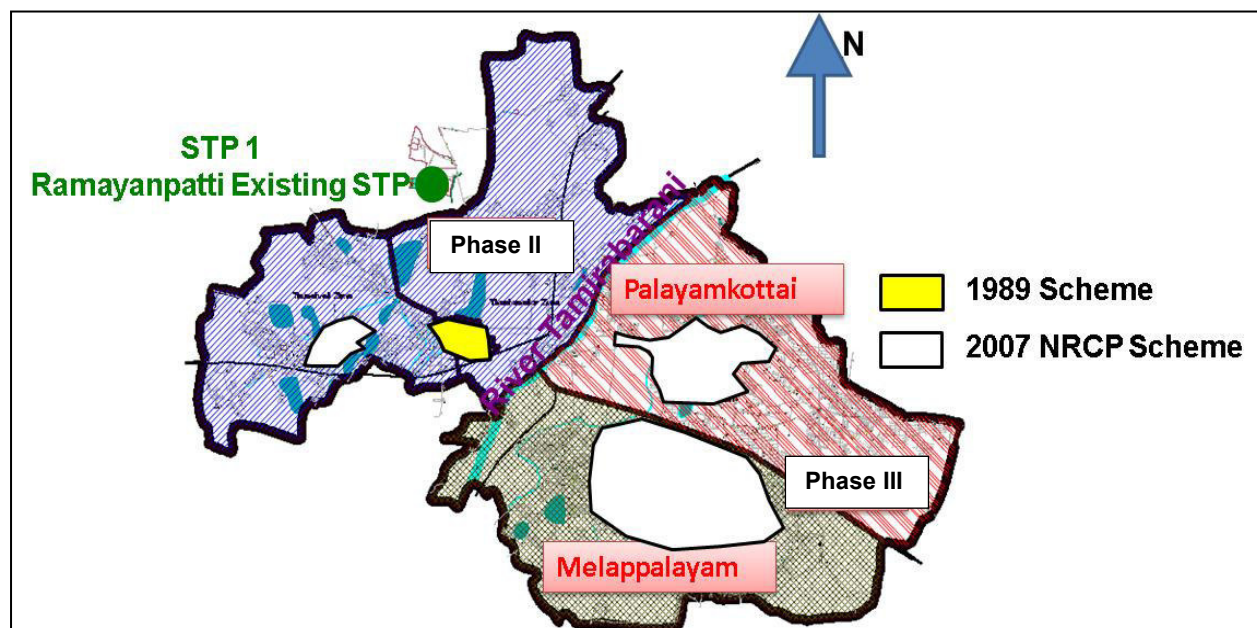 N
STP 1
Ramayanpatti Existing STP
Phase II
River Tamirabarani
Palayamkottai
1989 Scheme
2007 NRCP Scheme
Phase III
Melappalayam